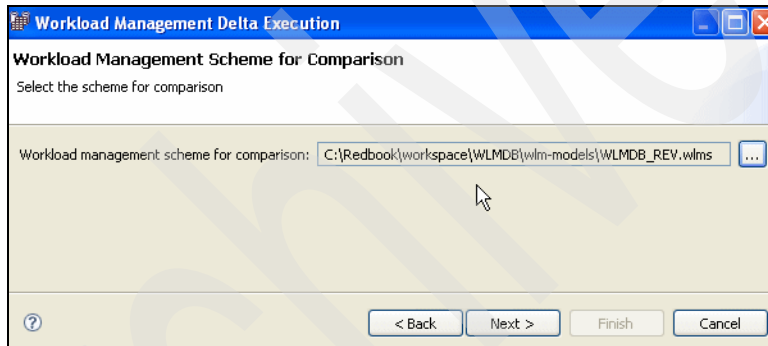 Workload Management Delta Execution
Workload Management Scheme for Comparison
Select the scheme for comparison
Workload management scheme for comparison: C:\Redbook\workspace\WLMDB\wlm-models\WLMDB_REV.wlms ...
? < Back Next > Finish Cancel